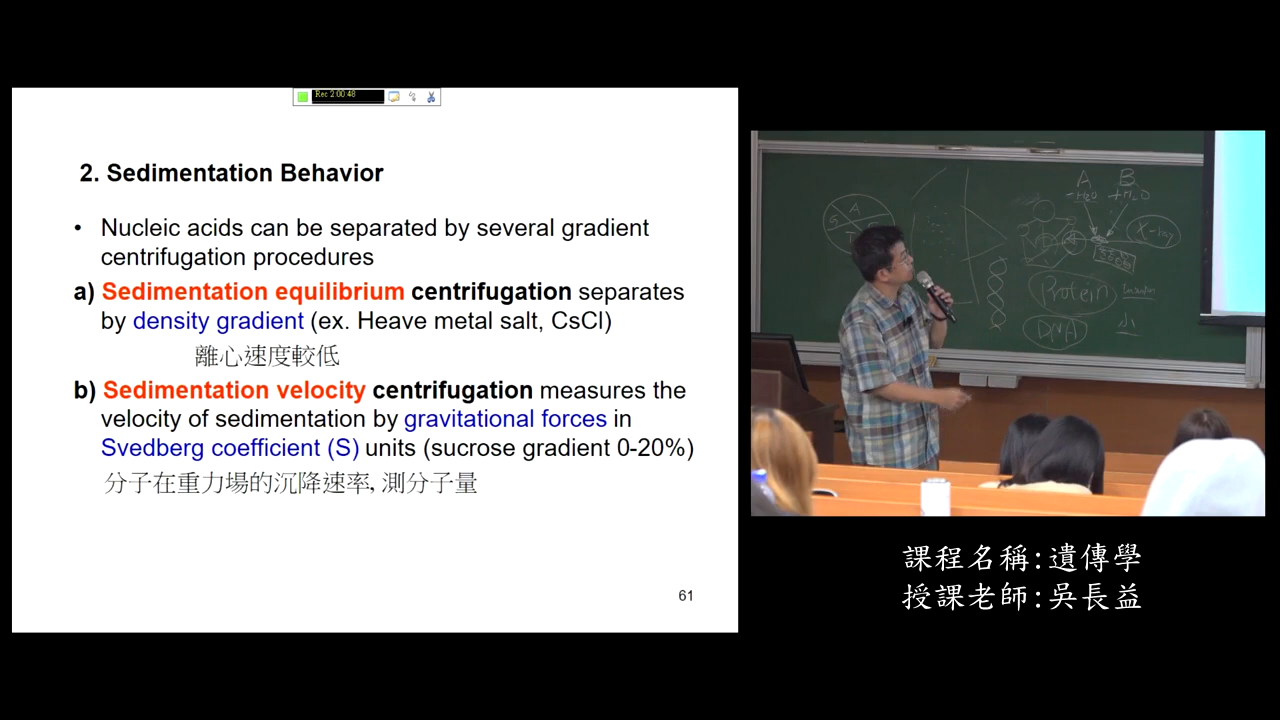 Rec 2:00:48
2. Sedimentation Behavior
• Nucleic acids can be separated by several gradient
centrifugation procedures
a) Sedimentation equilibrium centrifugation separates
by density gradient (ex. Heave metal salt, CsCl)
離心速度較低
b) Sedimentation velocity centrifugation measures the
velocity of sedimentation by gravitational forces in
Svedberg coefficient (S) units (sucrose gradient 0-20%)
分子在重力場的沉降速率, 測分子量
61
A B
X-ray
Protein
DNA
小
課程名稱:遺傳學
授課老師:吳長益